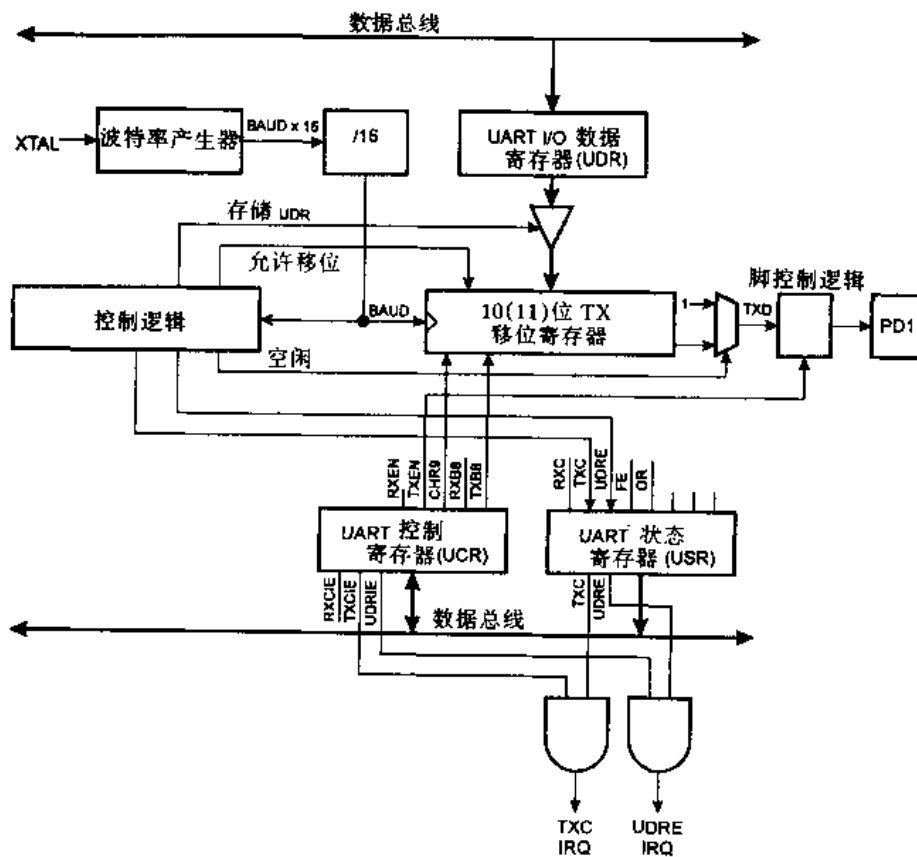 数据总线
XTAL
波特率产生器
BAUD x 16
/16
UART I/O 数据
寄存器(UDR)
存储 UDR
允许移位
控制逻辑
BAUD
10(11)位 TX
移位寄存器
1
TXD
脚控制逻辑
PD1
空闲
RXEN
TXEN
CHR9
RXB8
TXB8
RXC
TXC
UDRE
FE
OR
UART 控制
寄存器(UCR)
UART 状态
寄存器(USR)
RXCIE
TXCIE
UDRIE
TXC
UDRE
数据总线
TXC
IRQ
UDRE
IRQ